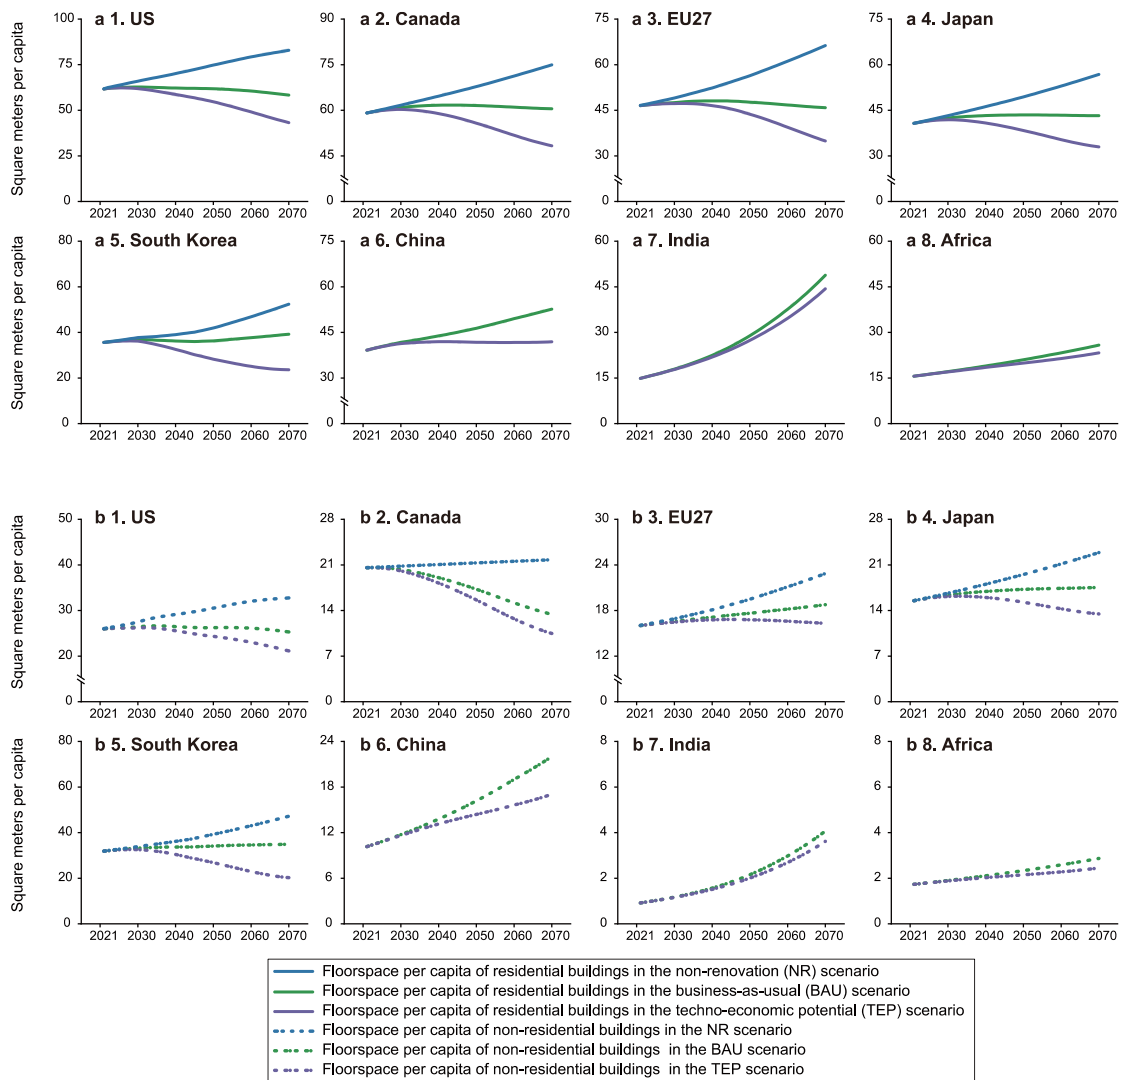 a 1. US
a 2. Canada
a 3. EU27
a 4. Japan
Square meters per capita
100
75
50
25
0
2021 2030 2040 2050 2060 2070
90
75
60
45
0
2021 2030 2040 2050 2060 2070
75
60
45
30
0
2021 2030 2040 2050 2060 2070
75
60
45
30
0
2021 2030 2040 2050 2060 2070
a 5. South Korea
a 6. China
a 7. India
a 8. Africa
Square meters per capita
80
60
40
20
0
2021 2030 2040 2050 2060 2070
75
60
45
30
0
2021 2030 2040 2050 2060 2070
60
45
30
15
0
2021 2030 2040 2050 2060 2070
60
45
30
15
0
2021 2030 2040 2050 2060 2070
b 1. US
b 2. Canada
b 3. EU27
b 4. Japan
Square meters per capita
50
40
30
20
0
2021 2030 2040 2050 2060 2070
28
21
14
7
0
2021 2030 2040 2050 2060 2070
30
24
18
12
0
2021 2030 2040 2050 2060 2070
28
21
14
7
0
2021 2030 2040 2050 2060 2070
b 5. South Korea
b 6. China
b 7. India
b 8. Africa
Square meters per capita
80
60
40
20
0
2021 2030 2040 2050 2060 2070
24
18
12
6
0
2021 2030 2040 2050 2060 2070
8
6
4
2
0
2021 2030 2040 2050 2060 2070
8
6
4
2
0
2021 2030 2040 2050 2060 2070
Floorspace per capita of residential buildings in the non-renovation (NR) scenario
Floorspace per capita of residential buildings in the business-as-usual (BAU) scenario
Floorspace per capita of residential buildings in the techno-economic potential (TEP) scenario
Floorspace per capita of non-residential buildings in the NR scenario
Floorspace per capita of non-residential buildings in the BAU scenario
Floorspace per capita of non-residential buildings in the TEP scenario